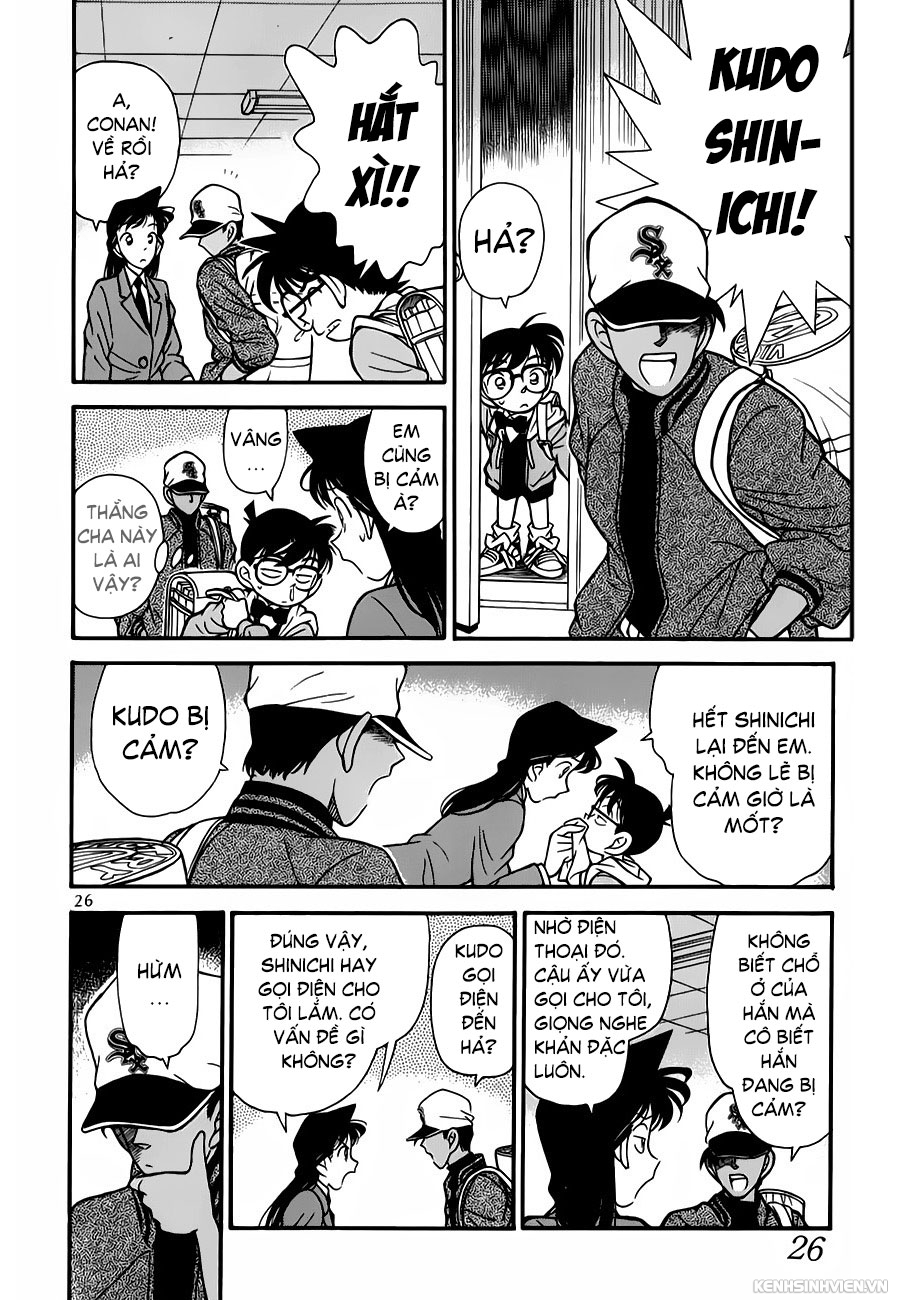 KUDO
SHIN-
ICHI!
HẢ?
HẮT
XÌ!!
A,
CONAN!
VỀ RỒI
HẢ?
EM
CŨNG
BỊ CẢM
À?
VÂNG
...
THẰNG
CHA NÀY
LÀ AI
VẬY?
HẾT SHINICHI
LẠI ĐẾN EM.
KHÔNG LẼ BỊ
CẢM GIỜ LÀ
MỐT?
KUDO BỊ
CẢM?
26
KHÔNG
BIẾT CHỔ
Ở CỦA
HẮN MÀ
CÔ BIẾT
HẮN
ĐANG BỊ
CẢM?
NHỜ ĐIỆN
THOẠI ĐÓ.
CẬU ẤY VỪA
GỌI CHO TÔI,
GIỌNG NGHE
KHẢN ĐẶC
LUÔN.
KUDO
GỌI
ĐIỆN
ĐẾN
HẢ?
ĐÚNG VẬY,
SHINICHI HAY
GỌI ĐIỆN CHO
TÔI LẮM. CÓ
VẤN ĐỀ GÌ
KHÔNG?
HỪM
...
26
KENHSINHVIEN.VN